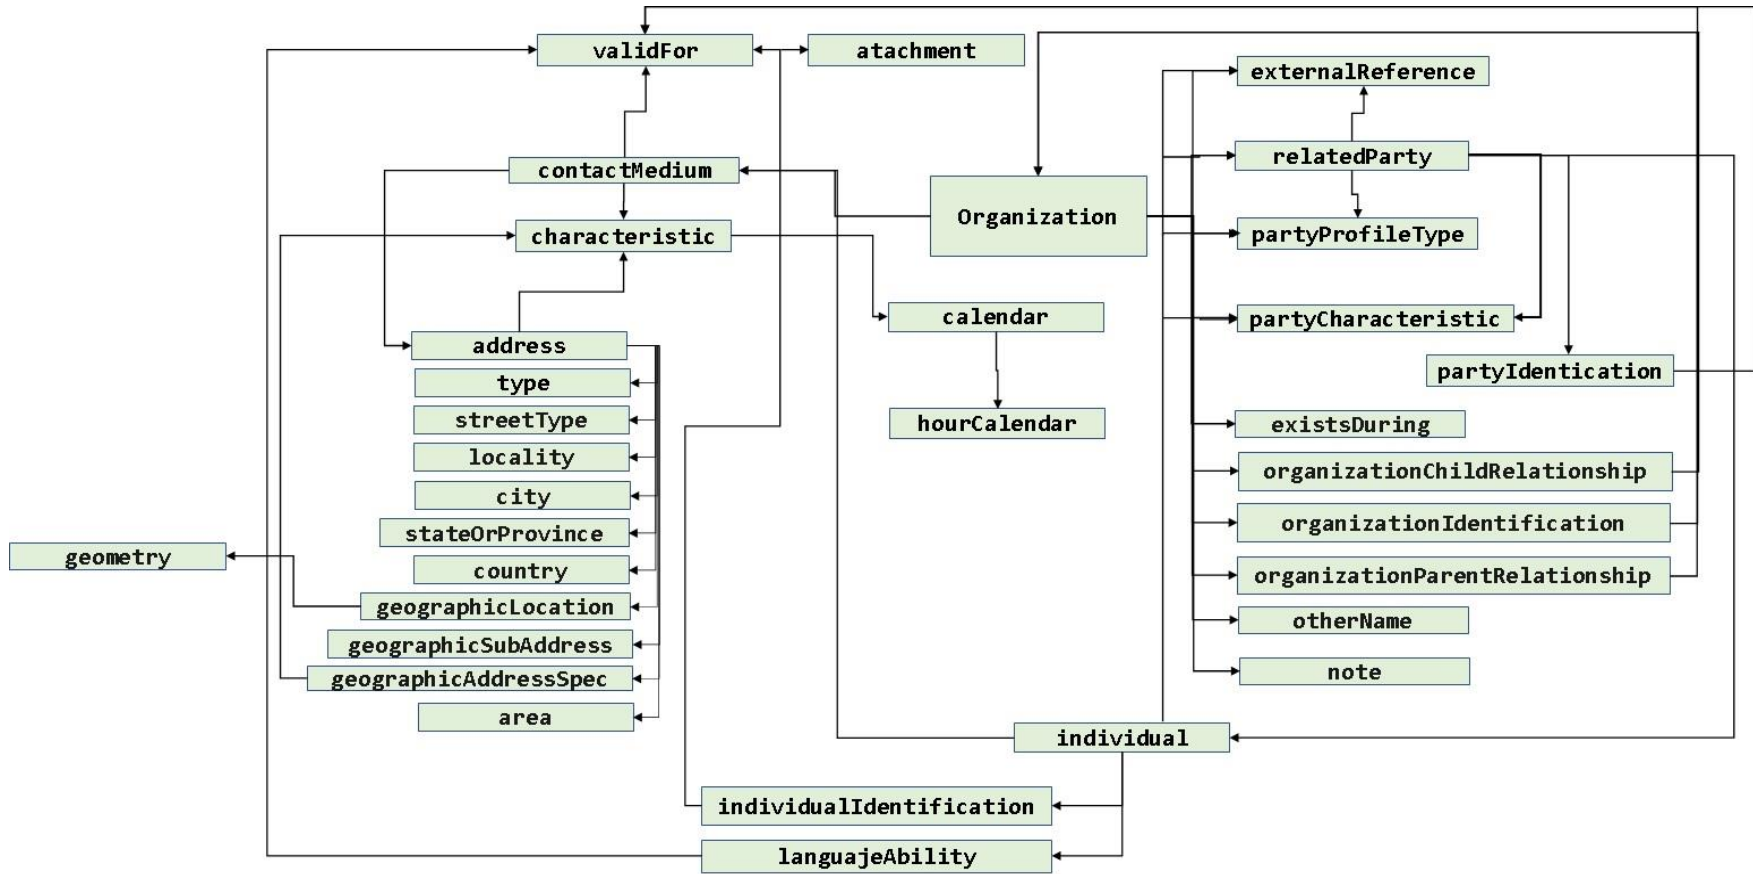 validFor
atachment
externalReference
contactMedium
relatedParty
Organization
characteristic
partyProfileType
calendar
partyCharacteristic
address
partyIdentication
type
streetType
hourCalendar
existsDuring
locality
organizationChildRelationship
city
organizationIdentification
stateOrProvince
geometry
country
organizationParentRelationship
geographicLocation
otherName
geographicSubAddress
geographicAddressSpec
note
area
individual
individualIdentification
languajeAbility